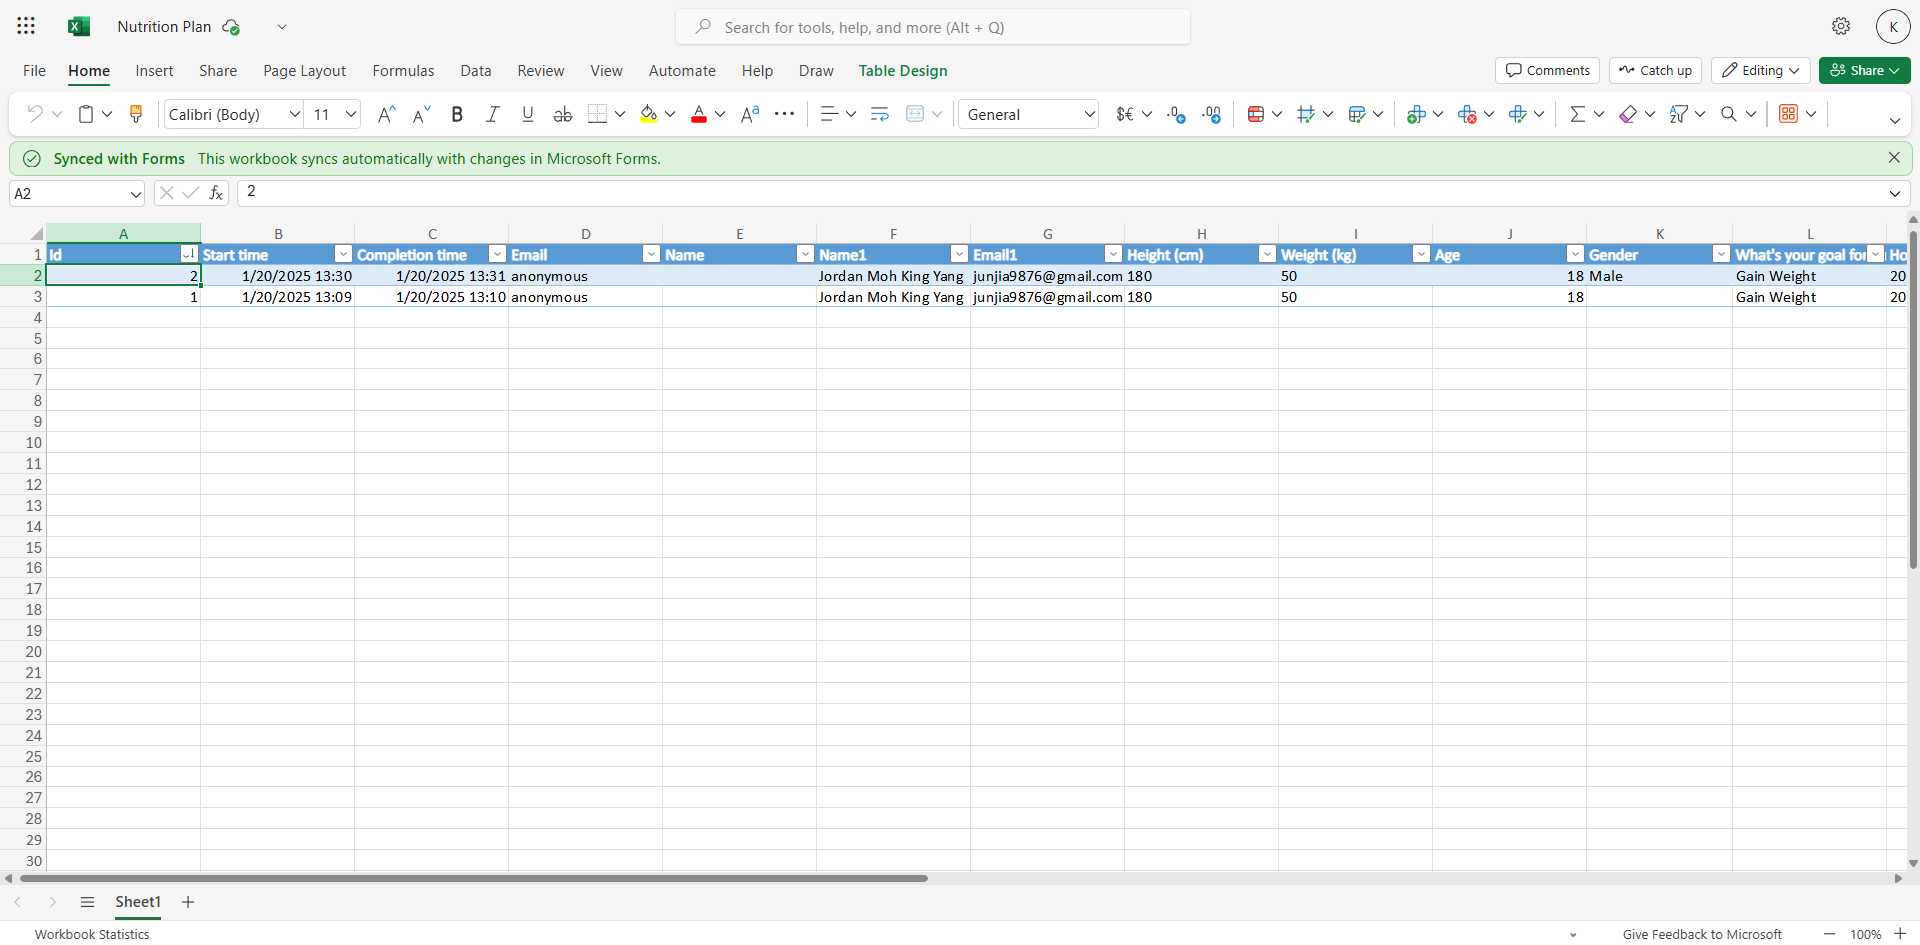 Nutrition Plan
Search for tools, help, and more (Alt + Q)
K
File Home Insert Share Page Layout Formulas Data Review View Automate Help Draw Table Design
Comments Catch up Editing Share
Calibri (Body) 11 B I U ab General
Synced with Forms This workbook syncs automatically with changes in Microsoft Forms.
A2 fx 2
A B C D E F G H I J K L
1 Id Start time Completion time Email Name Name1 Email1 Height (cm) Weight (kg) Age Gender What's your goal for Ho
2 2 1/20/2025 13:30 1/20/2025 13:31 anonymous Jordan Moh King Yang junjia9876@gmail.com 180 50 18 Male Gain Weight 20
3 1 1/20/2025 13:09 1/20/2025 13:10 anonymous Jordan Moh King Yang junjia9876@gmail.com 180 50 18 Gain Weight 20
4
5
6
7
8
9
10
11
12
13
14
15
16
17
18
19
20
21
22
23
24
25
26
27
28
29
30
Sheet1
Workbook Statistics Give Feedback to Microsoft 100%